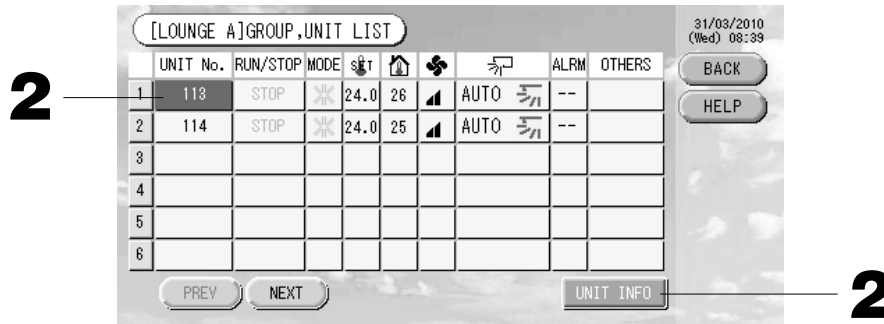 [LOUNGE A]GROUP,UNIT LIST
31/03/2010
(Wed) 08:39
UNIT No. RUN/STOP MODE SET ALRM OTHERS
BACK
2
1 113 STOP 24.0 26 AUTO --
HELP
2 114 STOP 24.0 25 AUTO --
3
4
5
6
PREV NEXT UNIT INFO
2